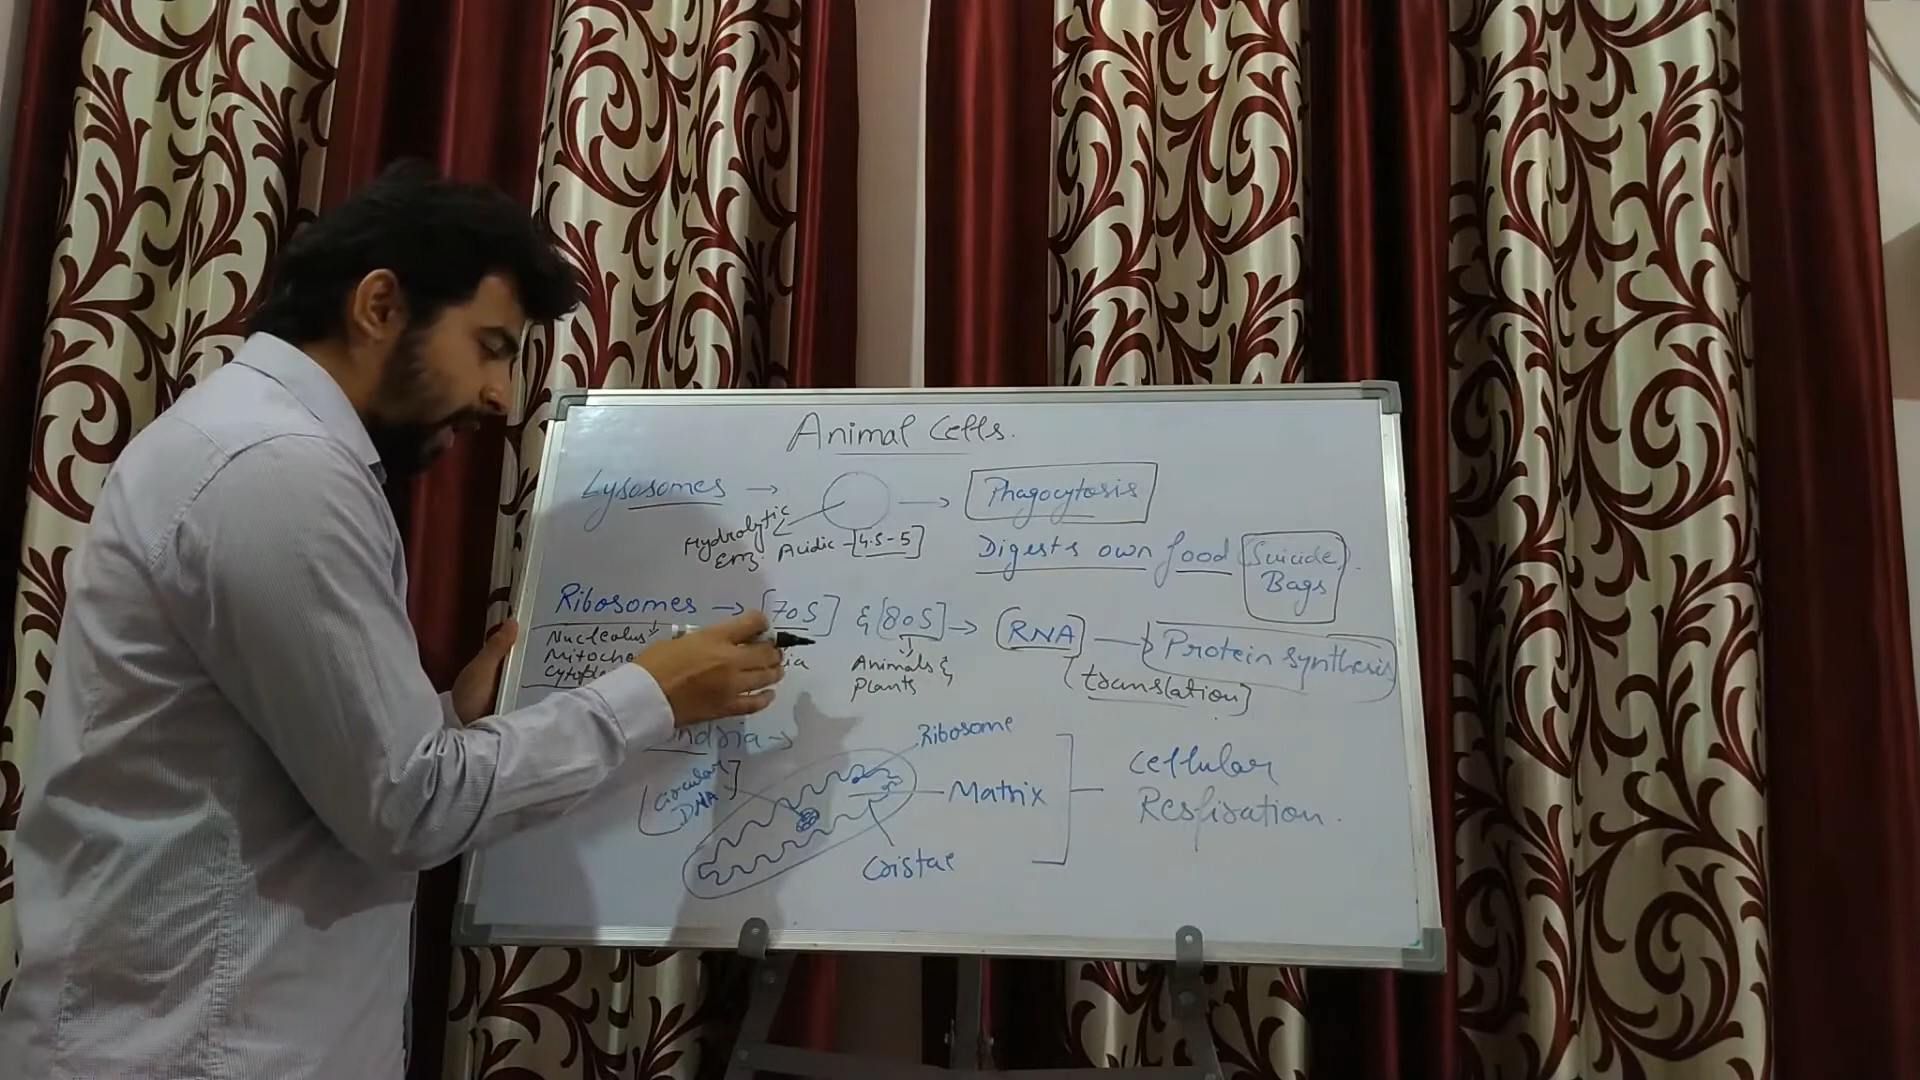 Animal Cells.
Lysosomes → → Phagocytosis
Hydrolytic
Enz. Acidic - [4.5-5]
Digests own food Suicide
Bags
Ribosomes → [70S] & [80S] → RNA → Protein synthesis
Nucleolus
Animals &
Plants
(translation]
Ribosome
Circular
DNA
Matrix
Cristae
Cellular
Respiration.